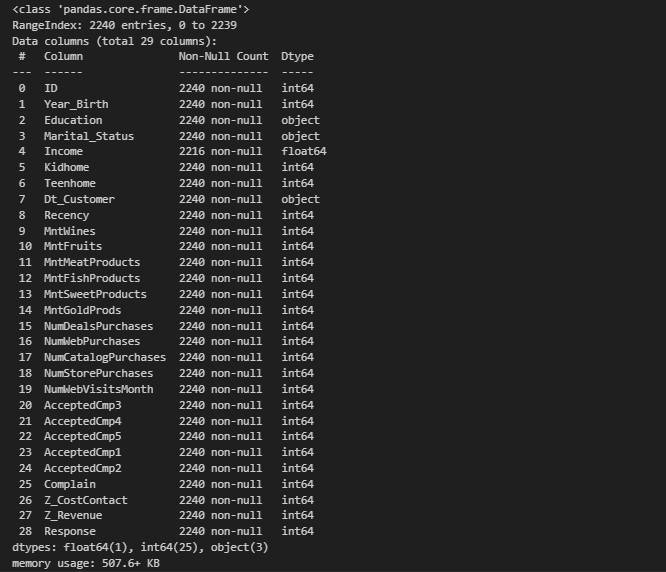 <class 'pandas.core.frame.DataFrame'>
RangeIndex: 2240 entries, 0 to 2239
Data columns (total 29 columns):
 #   Column               Non-Null Count  Dtype
---  ------               --------------  -----
 0   ID                   2240 non-null   int64
 1   Year_Birth           2240 non-null   int64
 2   Education            2240 non-null   object
 3   Marital_Status       2240 non-null   object
 4   Income               2216 non-null   float64
 5   Kidhome              2240 non-null   int64
 6   Teenhome             2240 non-null   int64
 7   Dt_Customer          2240 non-null   object
 8   Recency              2240 non-null   int64
 9   MntWines             2240 non-null   int64
 10  MntFruits            2240 non-null   int64
 11  MntMeatProducts      2240 non-null   int64
 12  MntFishProducts      2240 non-null   int64
 13  MntSweetProducts     2240 non-null   int64
 14  MntGoldProds         2240 non-null   int64
 15  NumDealsPurchases    2240 non-null   int64
 16  NumWebPurchases      2240 non-null   int64
 17  NumCatalogPurchases  2240 non-null   int64
 18  NumStorePurchases    2240 non-null   int64
 19  NumWebVisitsMonth    2240 non-null   int64
 20  AcceptedCmp3         2240 non-null   int64
 21  AcceptedCmp4         2240 non-null   int64
 22  AcceptedCmp5         2240 non-null   int64
 23  AcceptedCmp1         2240 non-null   int64
 24  AcceptedCmp2         2240 non-null   int64
 25  Complain             2240 non-null   int64
 26  Z_CostContact        2240 non-null   int64
 27  Z_Revenue            2240 non-null   int64
 28  Response             2240 non-null   int64
dtypes: float64(1), int64(25), object(3)
memory usage: 507.6+ KB